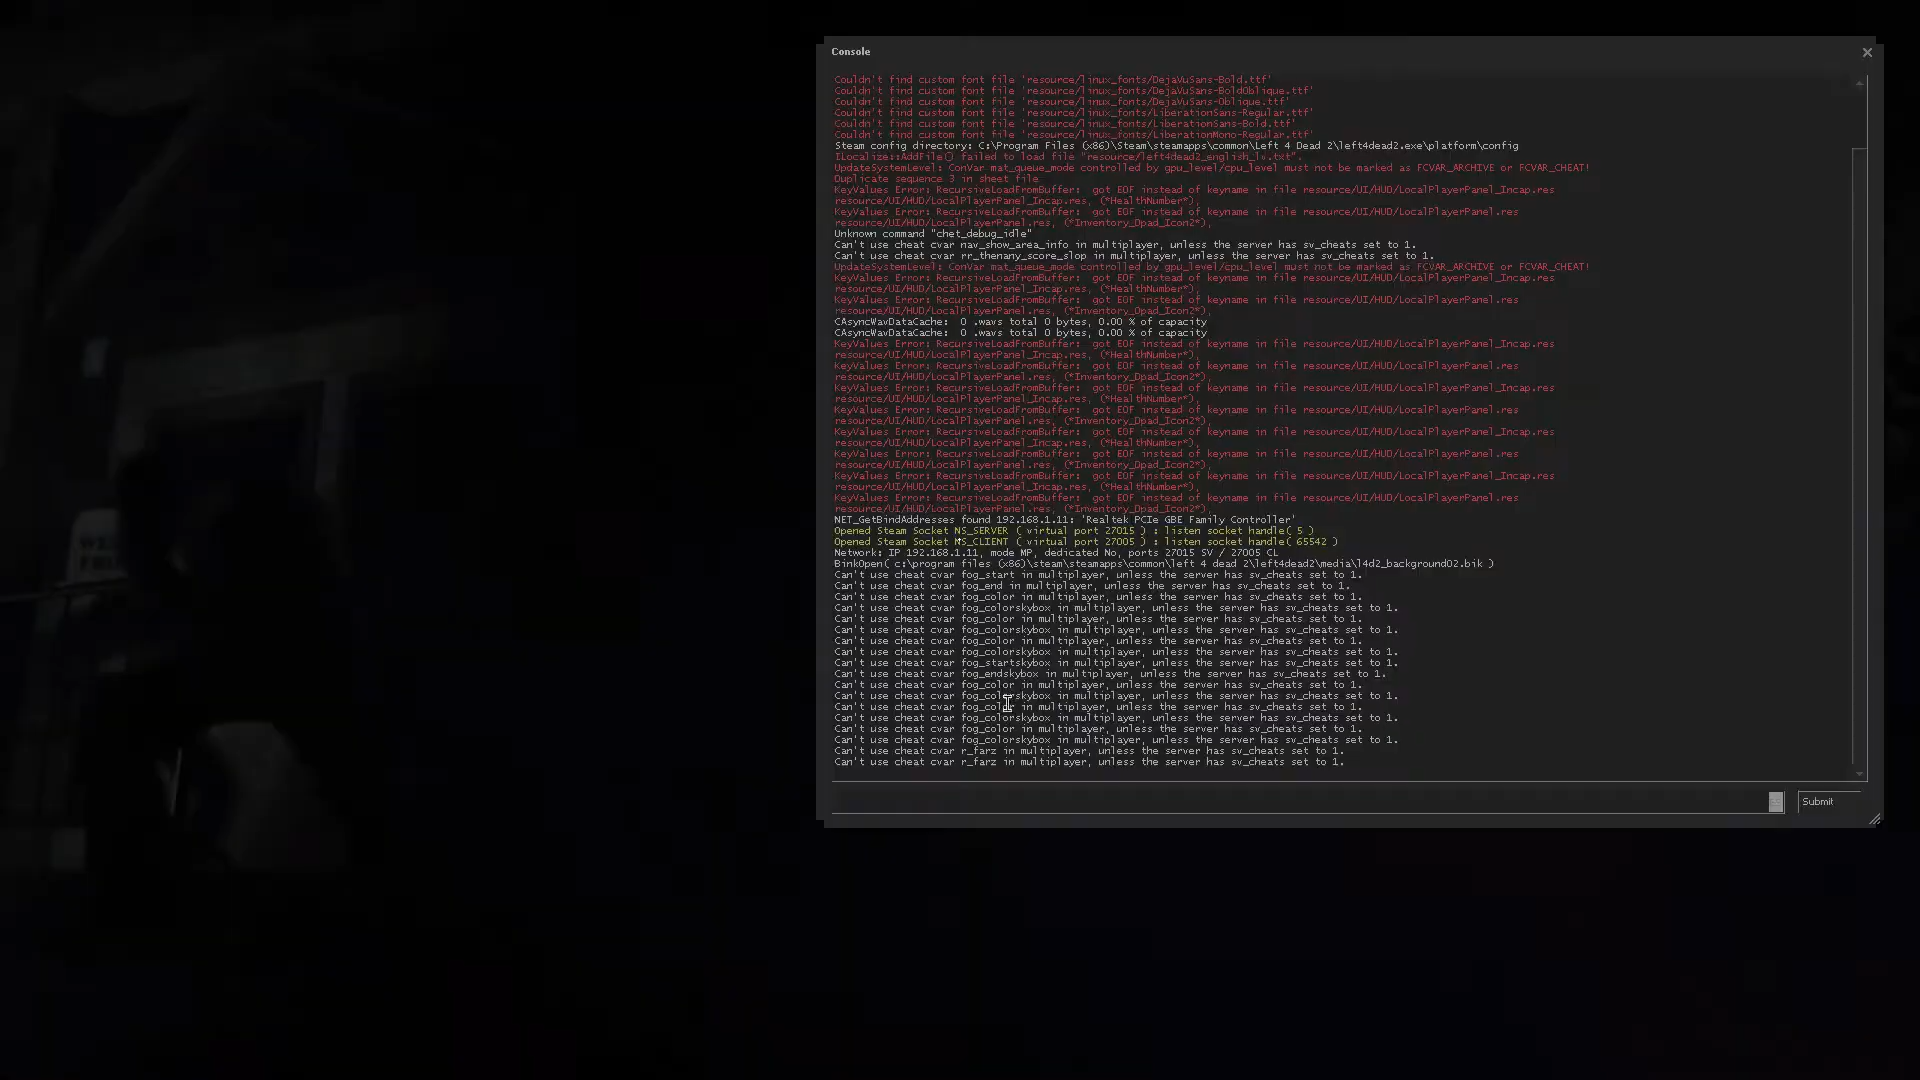 Console
Couldn't find custom font file 'resource/linux_fonts/DejaVuSans-Bold.ttf'
Couldn't find custom font file 'resource/linux_fonts/DejaVuSans-BoldOblique.ttf'
Couldn't find custom font file 'resource/linux_fonts/DejaVuSans-Oblique.ttf'
Couldn't find custom font file 'resource/linux_fonts/LiberationSans-Regular.ttf'
Couldn't find custom font file 'resource/linux_fonts/LiberationSans-Bold.ttf'
Couldn't find custom font file 'resource/linux_fonts/LiberationMono-Regular.ttf'
Steam config directory: C:\Program Files (x86)\Steam\steamapps\common\Left 4 Dead 2\left4dead2.exe\platform\config
ILocalize::AddFile() failed to load file "resource/left4dead2_english_lv.txt".
UpdateSystemLevel: ConVar mat_queue_mode controlled by gpu_level/cpu_level must not be marked as FCVAR_ARCHIVE or FCVAR_CHEAT!
Duplicate sequence 3 in sheet file
KeyValues Error: RecursiveLoadFromBuffer:  got EOF instead of keyname in file resource/UI/HUD/LocalPlayerPanel_Incap.res
resource/UI/HUD/LocalPlayerPanel_Incap.res, (*HealthNumber*),
KeyValues Error: RecursiveLoadFromBuffer:  got EOF instead of keyname in file resource/UI/HUD/LocalPlayerPanel.res
resource/UI/HUD/LocalPlayerPanel.res, (*Inventory_Dpad_Icon2*),
Unknown command "chet_debug_idle"
Can't use cheat cvar nav_show_area_info in multiplayer, unless the server has sv_cheats set to 1.
Can't use cheat cvar rr_thenany_score_slop in multiplayer, unless the server has sv_cheats set to 1.
UpdateSystemLevel: ConVar mat_queue_mode controlled by gpu_level/cpu_level must not be marked as FCVAR_ARCHIVE or FCVAR_CHEAT!
KeyValues Error: RecursiveLoadFromBuffer:  got EOF instead of keyname in file resource/UI/HUD/LocalPlayerPanel_Incap.res
resource/UI/HUD/LocalPlayerPanel_Incap.res, (*HealthNumber*),
KeyValues Error: RecursiveLoadFromBuffer:  got EOF instead of keyname in file resource/UI/HUD/LocalPlayerPanel.res
resource/UI/HUD/LocalPlayerPanel.res, (*Inventory_Dpad_Icon2*),
CAsyncWavDataCache:  0 .wavs total 0 bytes, 0.00 % of capacity
CAsyncWavDataCache:  0 .wavs total 0 bytes, 0.00 % of capacity
KeyValues Error: RecursiveLoadFromBuffer:  got EOF instead of keyname in file resource/UI/HUD/LocalPlayerPanel_Incap.res
resource/UI/HUD/LocalPlayerPanel_Incap.res, (*HealthNumber*),
KeyValues Error: RecursiveLoadFromBuffer:  got EOF instead of keyname in file resource/UI/HUD/LocalPlayerPanel.res
resource/UI/HUD/LocalPlayerPanel.res, (*Inventory_Dpad_Icon2*),
KeyValues Error: RecursiveLoadFromBuffer:  got EOF instead of keyname in file resource/UI/HUD/LocalPlayerPanel_Incap.res
resource/UI/HUD/LocalPlayerPanel_Incap.res, (*HealthNumber*),
KeyValues Error: RecursiveLoadFromBuffer:  got EOF instead of keyname in file resource/UI/HUD/LocalPlayerPanel.res
resource/UI/HUD/LocalPlayerPanel.res, (*Inventory_Dpad_Icon2*),
KeyValues Error: RecursiveLoadFromBuffer:  got EOF instead of keyname in file resource/UI/HUD/LocalPlayerPanel_Incap.res
resource/UI/HUD/LocalPlayerPanel_Incap.res, (*HealthNumber*),
KeyValues Error: RecursiveLoadFromBuffer:  got EOF instead of keyname in file resource/UI/HUD/LocalPlayerPanel.res
resource/UI/HUD/LocalPlayerPanel.res, (*Inventory_Dpad_Icon2*),
KeyValues Error: RecursiveLoadFromBuffer:  got EOF instead of keyname in file resource/UI/HUD/LocalPlayerPanel_Incap.res
resource/UI/HUD/LocalPlayerPanel_Incap.res, (*HealthNumber*),
KeyValues Error: RecursiveLoadFromBuffer:  got EOF instead of keyname in file resource/UI/HUD/LocalPlayerPanel.res
resource/UI/HUD/LocalPlayerPanel.res, (*Inventory_Dpad_Icon2*),
NET_GetBindAddresses found 192.168.1.11: 'Realtek PCIe GBE Family Controller'
Opened Steam Socket NS_SERVER ( virtual port 27015 ) : listen socket handle( 5 )
Opened Steam Socket NS_CLIENT ( virtual port 27005 ) : listen socket handle( 65542 )
Network: IP 192.168.1.11, mode MP, dedicated No, ports 27015 SV / 27005 CL
BinkOpen( c:\program files (x86)\steam\steamapps\common\left 4 dead 2\left4dead2\media\l4d2_background02.bik )
Can't use cheat cvar fog_start in multiplayer, unless the server has sv_cheats set to 1.
Can't use cheat cvar fog_end in multiplayer, unless the server has sv_cheats set to 1.
Can't use cheat cvar fog_color in multiplayer, unless the server has sv_cheats set to 1.
Can't use cheat cvar fog_colorskybox in multiplayer, unless the server has sv_cheats set to 1.
Can't use cheat cvar fog_color in multiplayer, unless the server has sv_cheats set to 1.
Can't use cheat cvar fog_colorskybox in multiplayer, unless the server has sv_cheats set to 1.
Can't use cheat cvar fog_color in multiplayer, unless the server has sv_cheats set to 1.
Can't use cheat cvar fog_colorskybox in multiplayer, unless the server has sv_cheats set to 1.
Can't use cheat cvar fog_startskybox in multiplayer, unless the server has sv_cheats set to 1.
Can't use cheat cvar fog_endskybox in multiplayer, unless the server has sv_cheats set to 1.
Can't use cheat cvar fog_color in multiplayer, unless the server has sv_cheats set to 1.
Can't use cheat cvar fog_colorskybox in multiplayer, unless the server has sv_cheats set to 1.
Can't use cheat cvar fog_color in multiplayer, unless the server has sv_cheats set to 1.
Can't use cheat cvar fog_colorskybox in multiplayer, unless the server has sv_cheats set to 1.
Can't use cheat cvar fog_color in multiplayer, unless the server has sv_cheats set to 1.
Can't use cheat cvar fog_colorskybox in multiplayer, unless the server has sv_cheats set to 1.
Can't use cheat cvar r_farz in multiplayer, unless the server has sv_cheats set to 1.
Can't use cheat cvar r_farz in multiplayer, unless the server has sv_cheats set to 1.
Submit